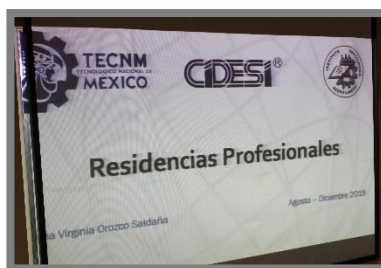 TECNM
TECNOLÓGICO NACIONAL DE
MÉXICO
CIDESI®
Residencias Profesionales
Virginia Orozco Saldaña
Agosto – Diciembre 2019